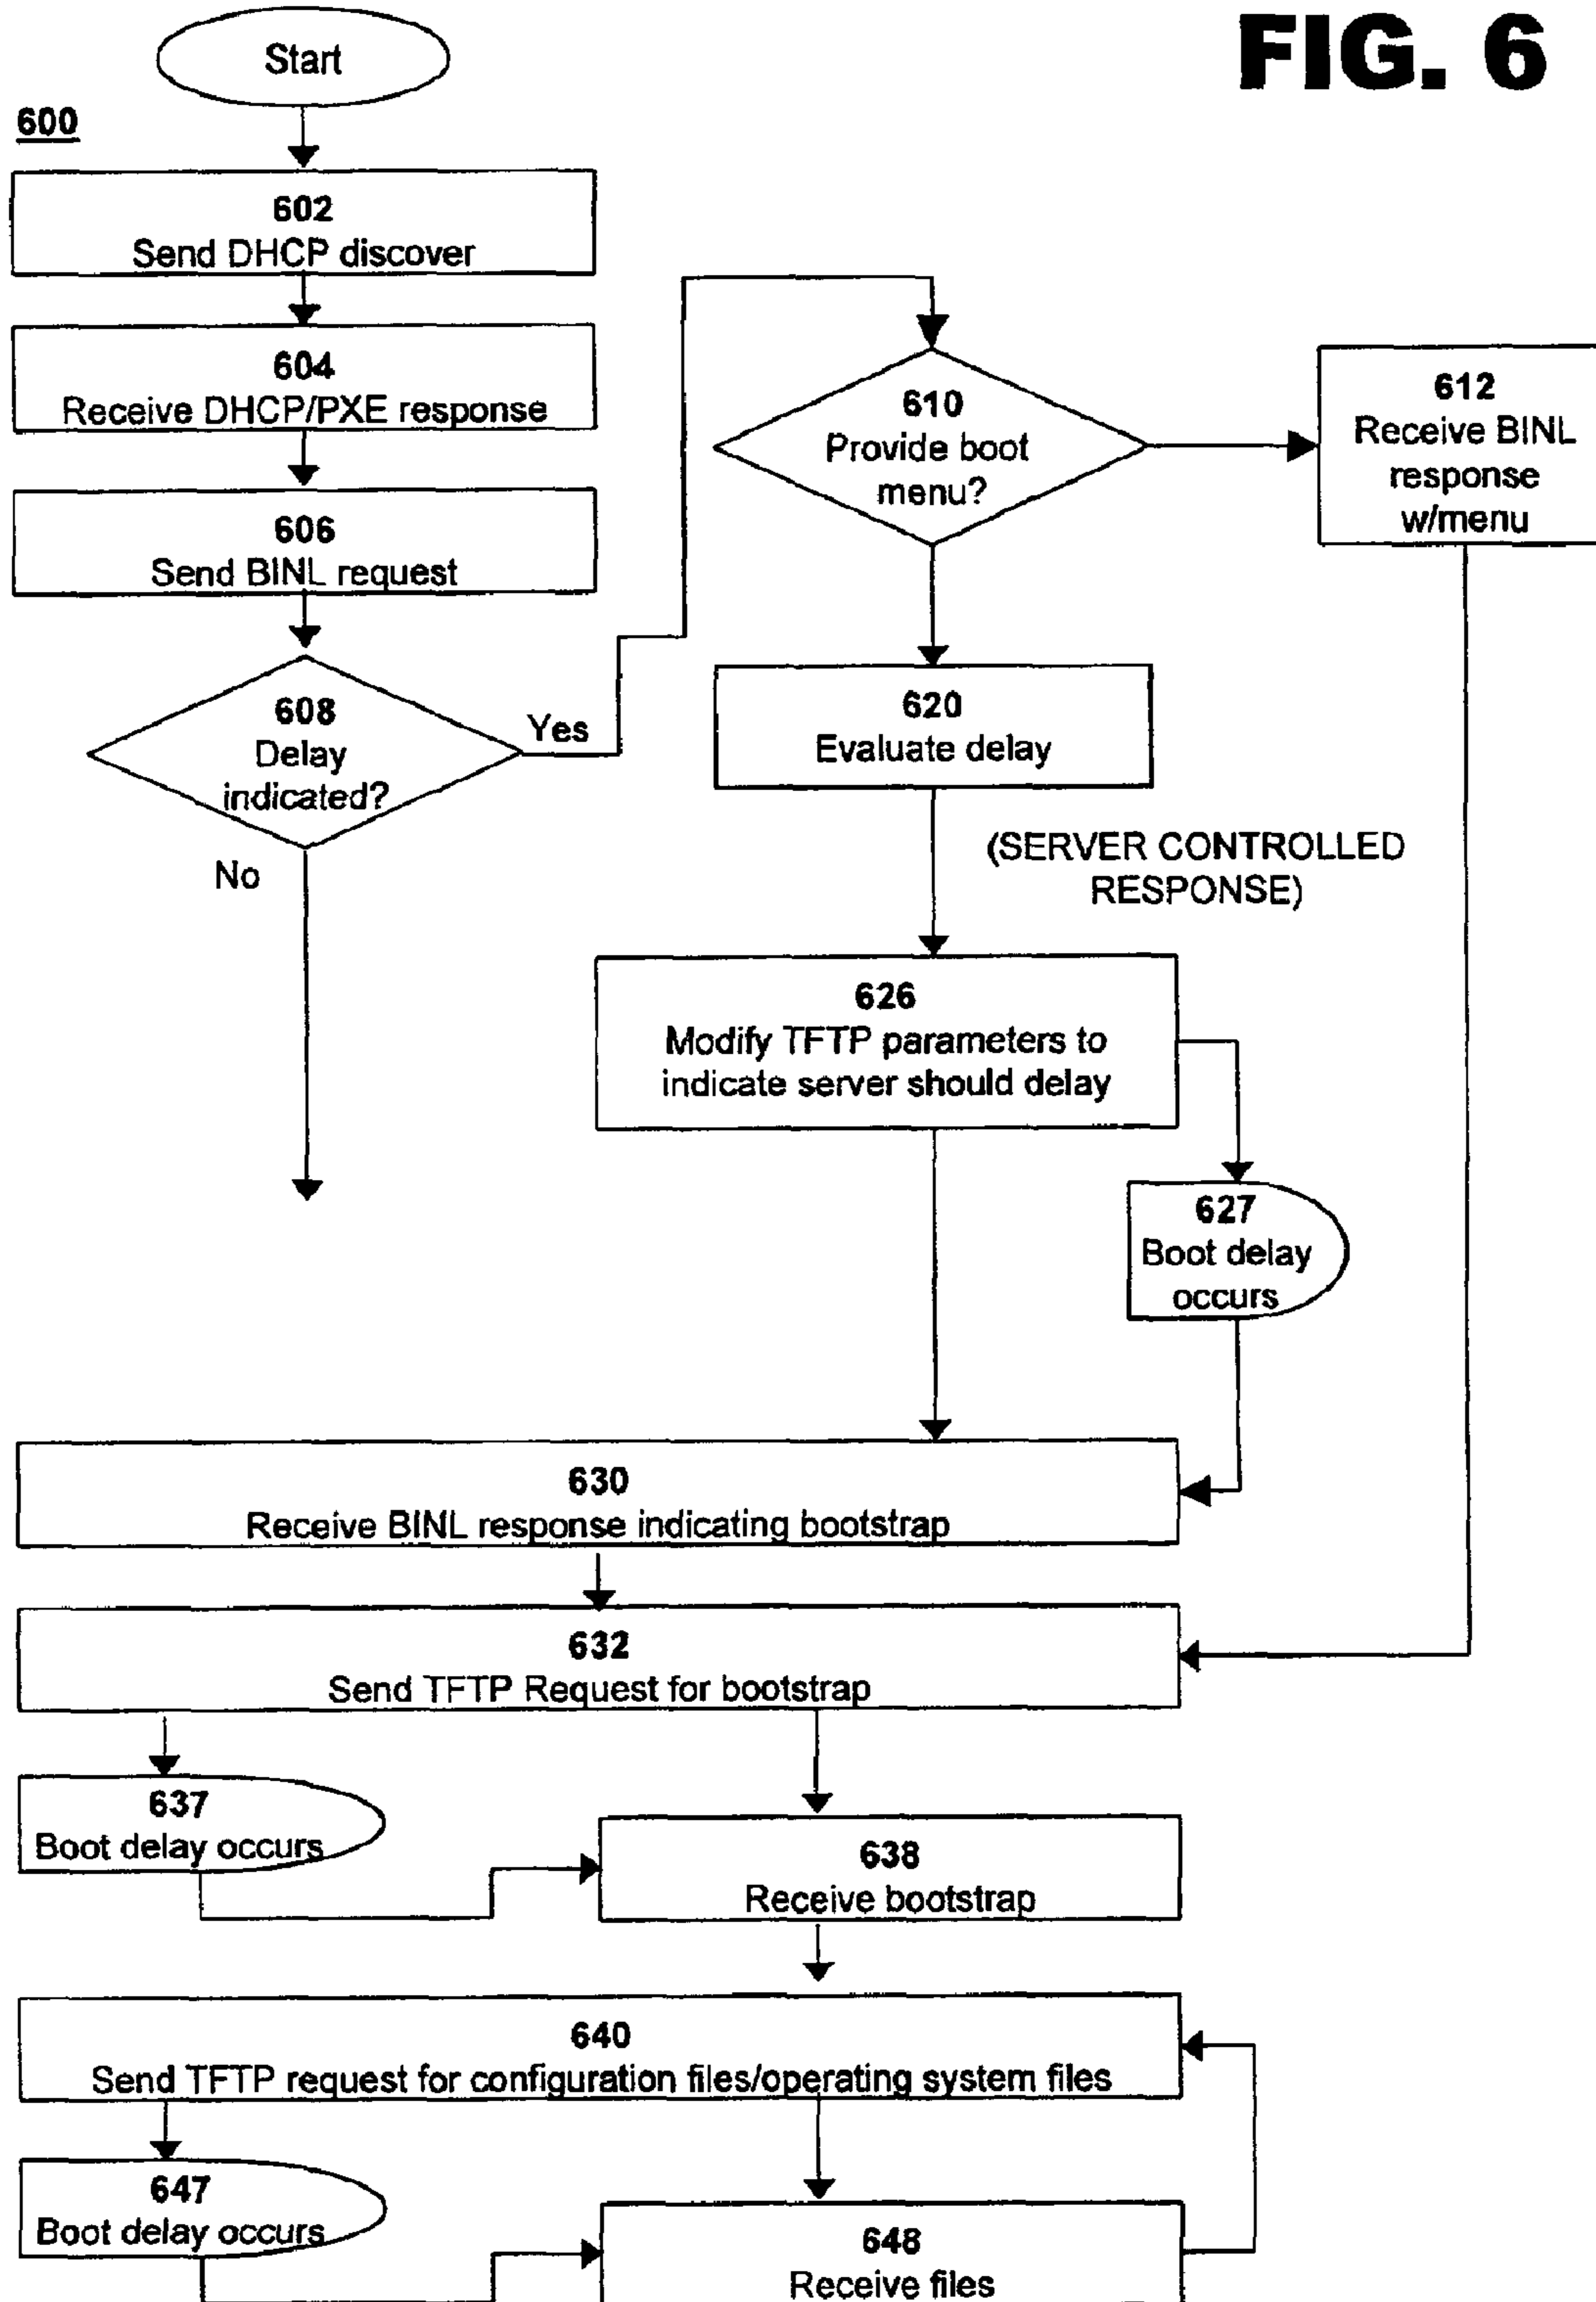 FIG. 6
Start
600
602
Send DHCP discover
604
Receive DHCP/PXE response
606
Send BINL request
608
Delay
indicated?
Yes
No
610
Provide boot
menu?
612
Receive BINL
response
w/menu
620
Evaluate delay
(SERVER CONTROLLED
RESPONSE)
626
Modify TFTP parameters to
indicate server should delay
627
Boot delay
occurs
630
Receive BINL response indicating bootstrap
632
Send TFTP Request for bootstrap
637
Boot delay occurs
638
Receive bootstrap
640
Send TFTP request for configuration files/operating system files
647
Boot delay occurs
648
Receive files